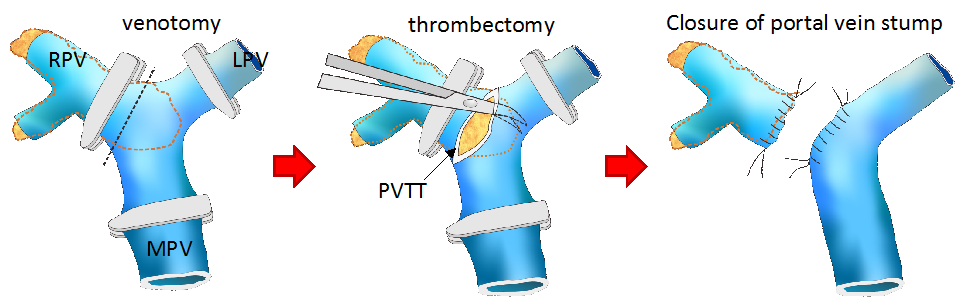 venotomy
thrombectomy
Closure of portal vein stump
RPV
LPV
PVTT
MPV